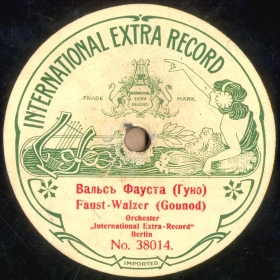 INTERNATIONAL EXTRA RECORD
TRADE MARK.
Вальсъ Фауста (Гуно)
Faust-Walzer (Gounod)
Orchester
„International Extra-Record"
Berlin
No. 38014.
IMPORTED